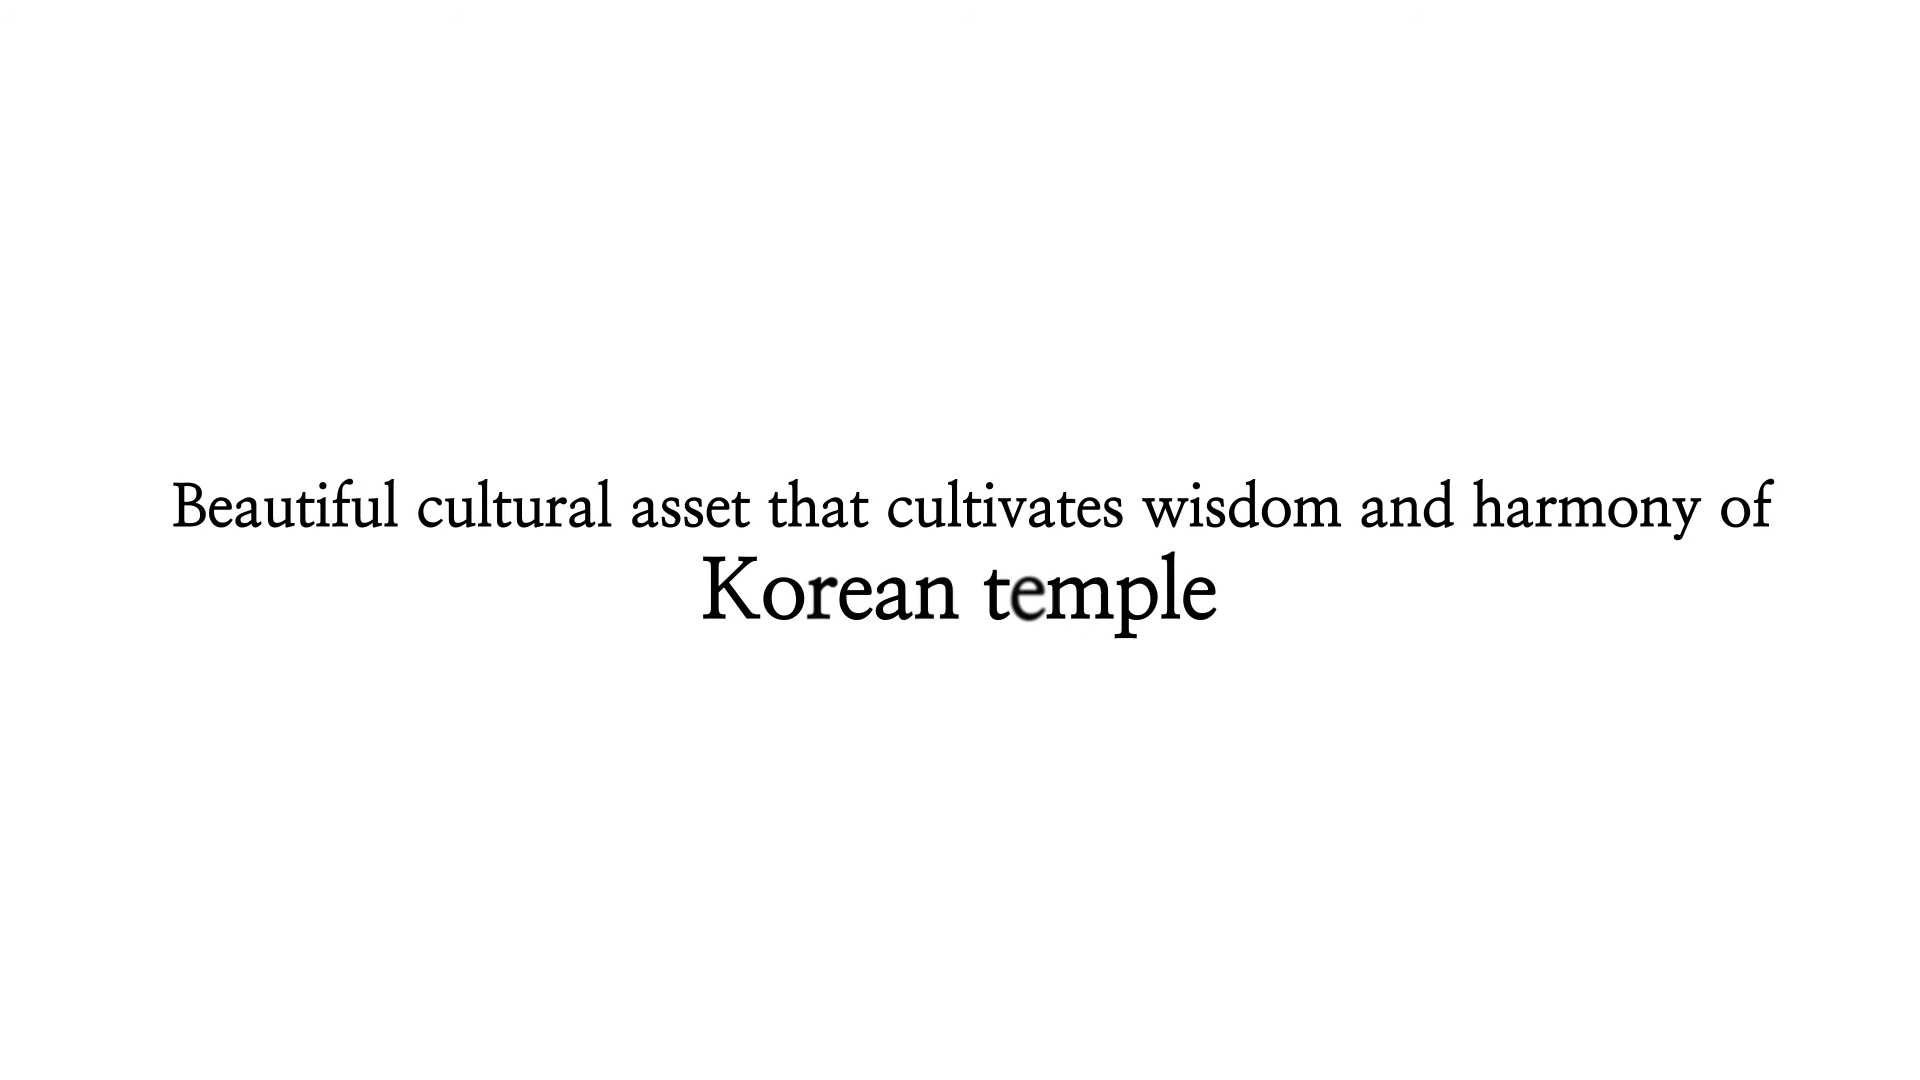 Beautiful cultural asset that cultivates wisdom and harmony of
Korean temple